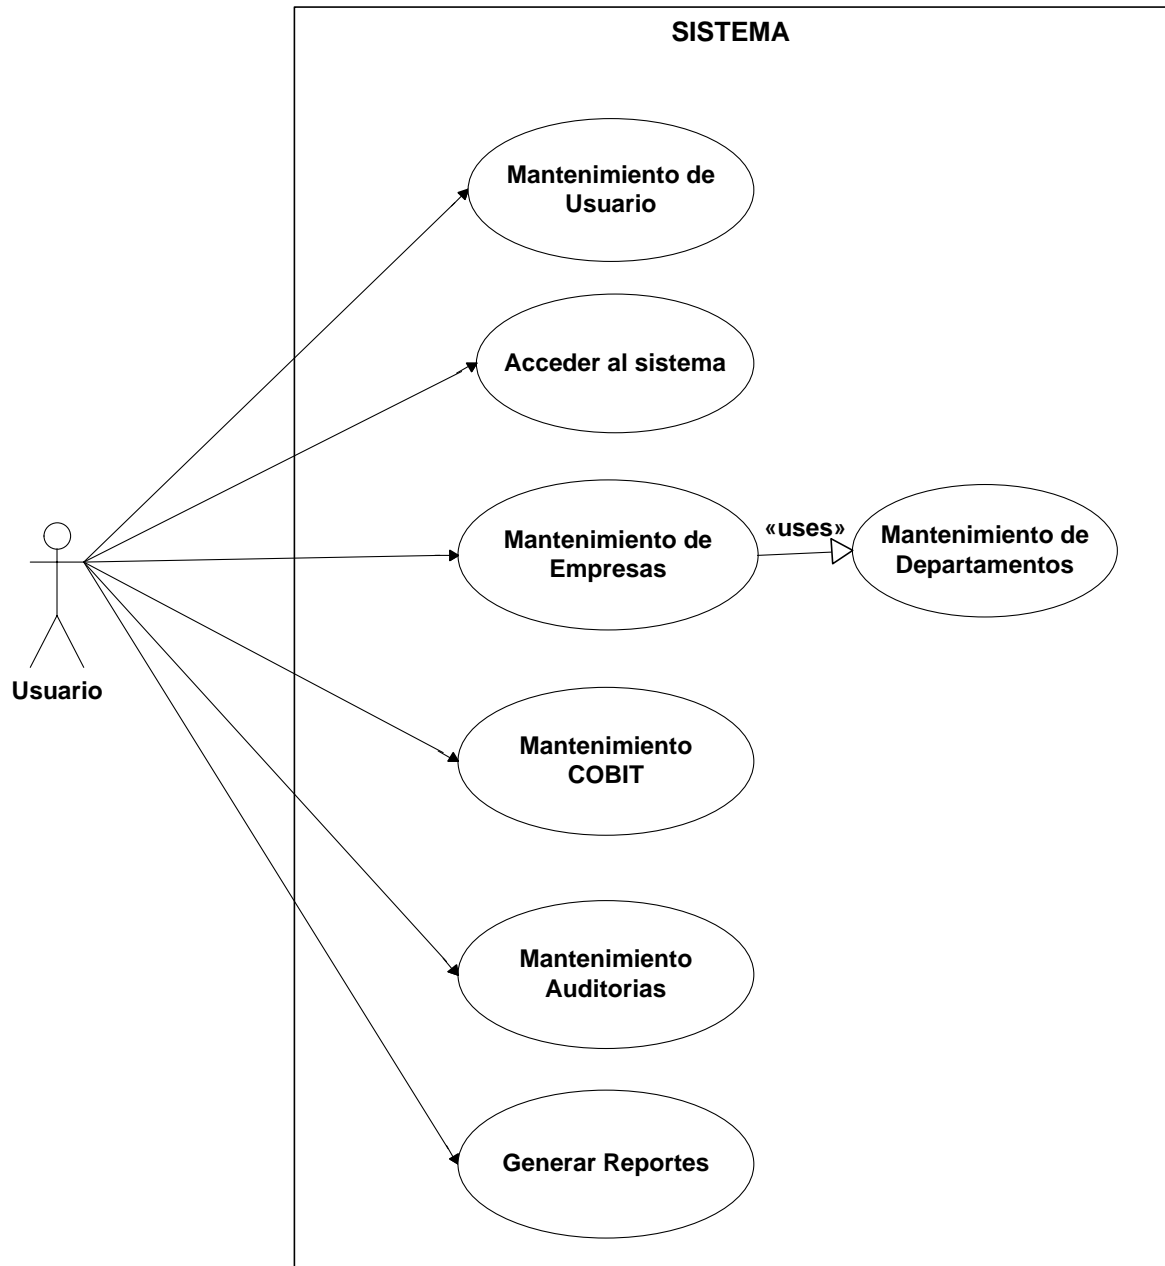 SISTEMA
Mantenimiento de
Usuario
Acceder al sistema
Mantenimiento de
Empresas
«uses»
Mantenimiento de
Departamentos
Usuario
Mantenimiento
COBIT
Mantenimiento
Auditorias
Generar Reportes